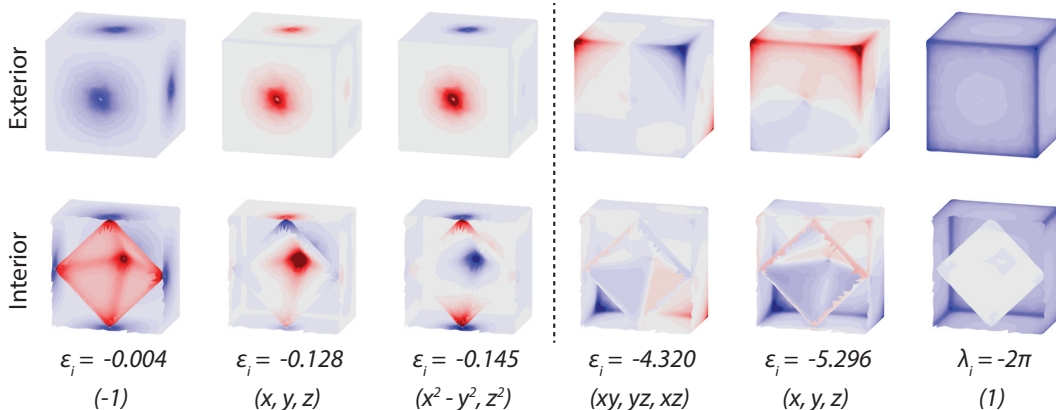 Exterior
Interior
ε_i = -0.004 ε_i = -0.128 ε_i = -0.145 ε_i = -4.320 ε_i = -5.296 λ_i = -2π
(-1) (x, y, z) (x² - y², z²) (xy, yz, xz) (x, y, z) (1)